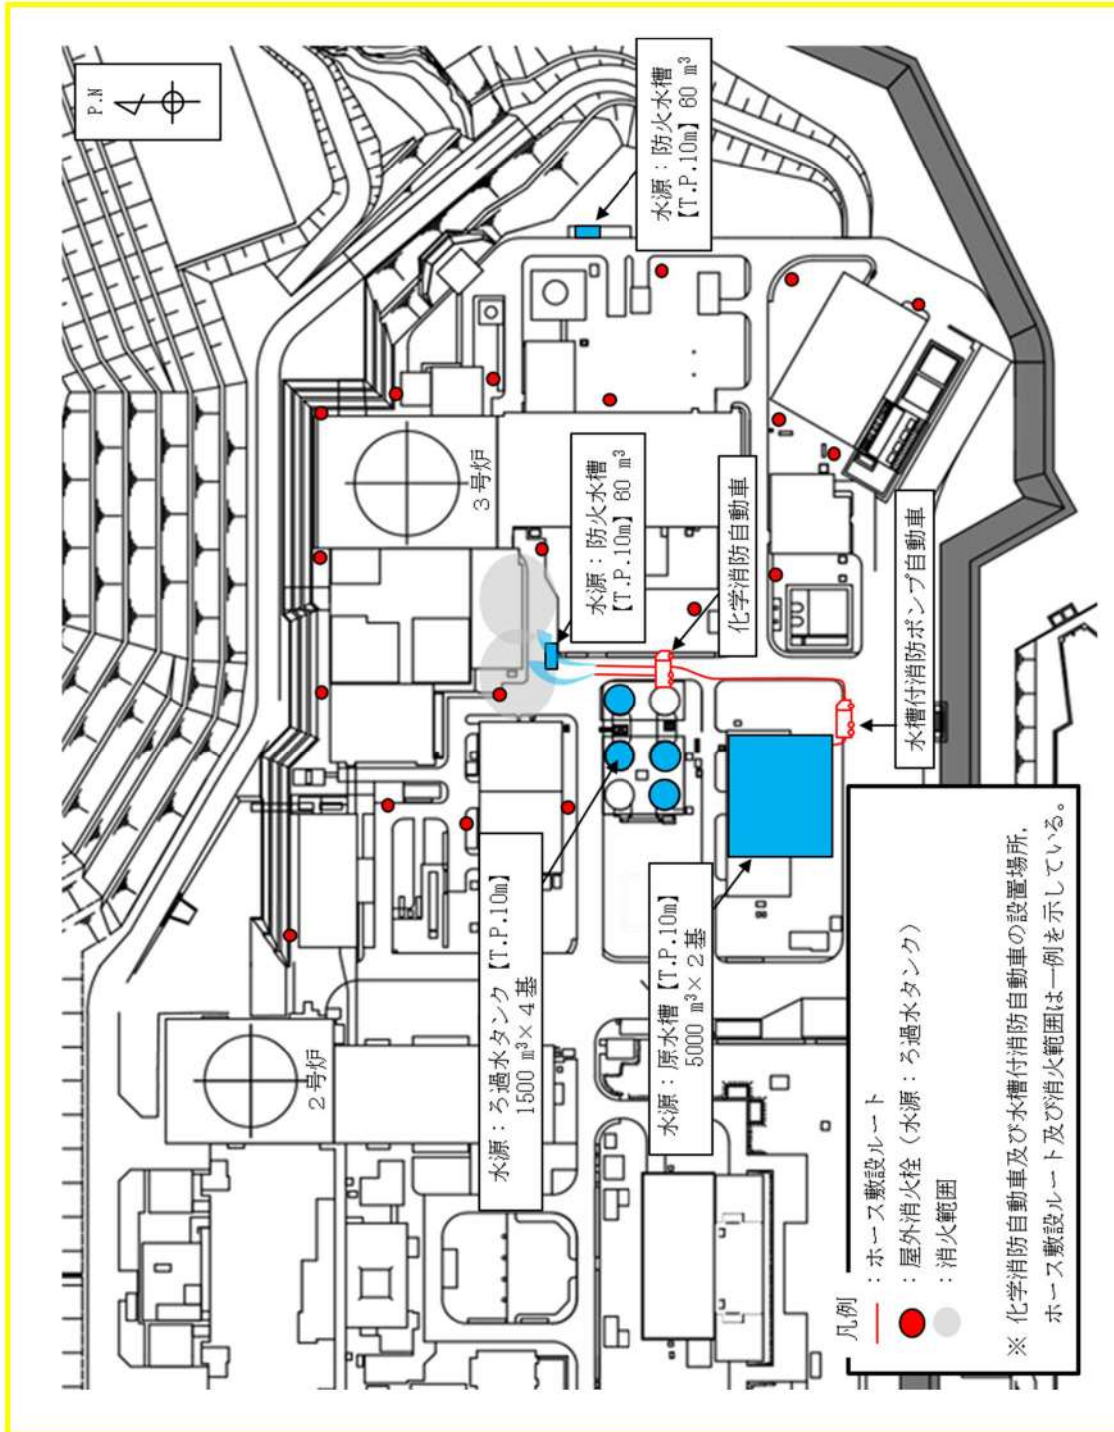 P.N
水源：防火水槽
【T.P.10m】60 m³
3号炉
水源：防火水槽
【T.P.10m】60 m³
化学消防自動車
水槽付消防ポンプ自動車
2号炉
水源：ろ過水タンク【T.P.10m】
1500 m³×4基
水源：原水槽【T.P.10m】
5000 m³×2基
凡例
：ホース敷設ルート
：屋外消火栓（水源：ろ過水タンク）
：消火範囲
※ 化学消防自動車及び水槽付消防自動車の設置場所，
ホース敷設ルート及び消火範囲は一例を示している。